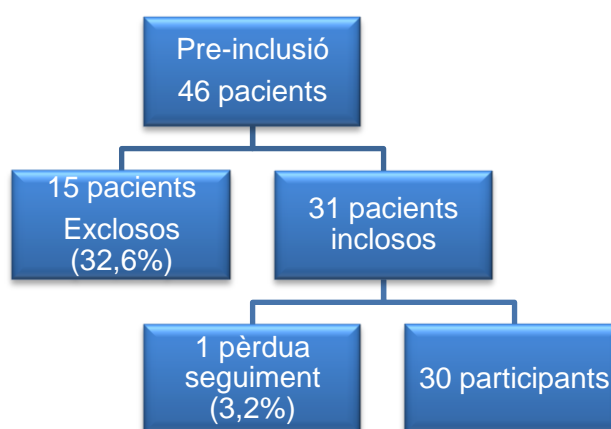 Pre-inclusió
46 pacients
15 pacients
Exclosos
(32,6%)
31 pacients
inclosos
1 pèrdua
seguiment
(3,2%)
30 participants